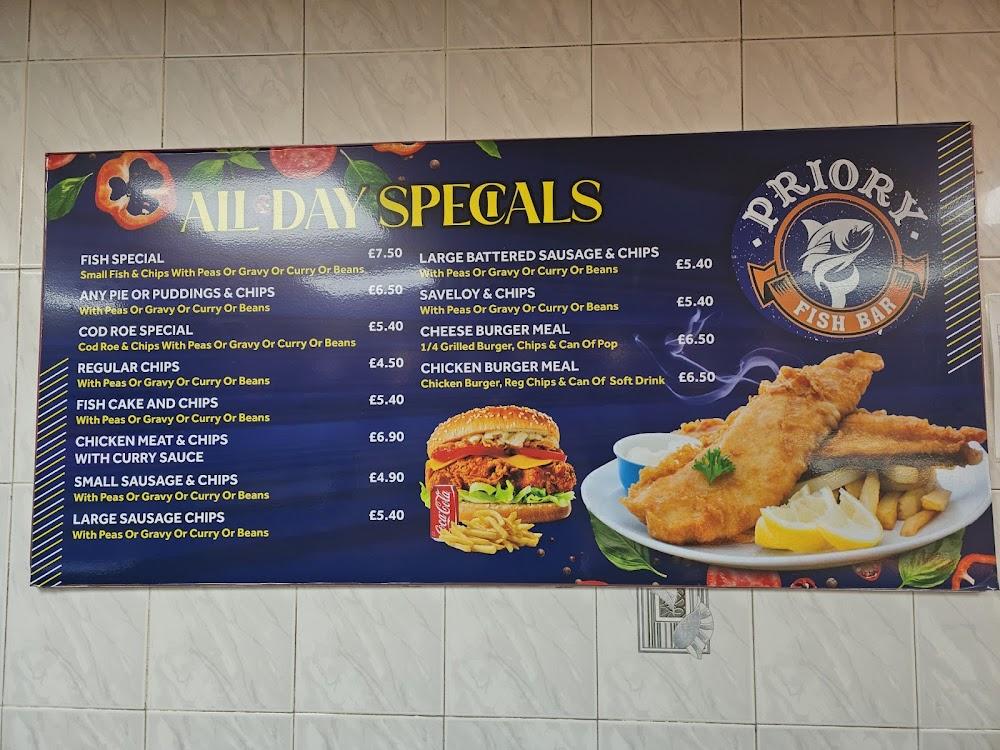 ALL DAY SPECIALS
FISH SPECIAL £7.50
Small Fish & Chips With Peas Or Gravy Or Curry Or Beans
ANY PIE OR PUDDINGS & CHIPS £6.50
With Peas Or Gravy Or Curry Or Beans
COD ROE SPECIAL £5.40
Cod Roe & Chips With Peas Or Gravy Or Curry Or Beans
REGULAR CHIPS £4.50
With Peas Or Gravy Or Curry Or Beans
FISH CAKE AND CHIPS £5.40
With Peas Or Gravy Or Curry Or Beans
CHICKEN MEAT & CHIPS £6.90
WITH CURRY SAUCE
SMALL SAUSAGE & CHIPS £4.90
With Peas Or Gravy Or Curry Or Beans
LARGE SAUSAGE CHIPS £5.40
With Peas Or Gravy Or Curry Or Beans
LARGE BATTERED SAUSAGE & CHIPS £5.40
With Peas Or Gravy Or Curry Or Beans
SAVELOY & CHIPS £5.40
With Peas Or Gravy Or Curry Or Beans
CHEESE BURGER MEAL £6.50
1/4 Grilled Burger, Chips & Can Of Pop
CHICKEN BURGER MEAL £6.50
Chicken Burger, Reg Chips & Can Of Soft Drink
Coca-Cola
PRIORY
FISH BAR